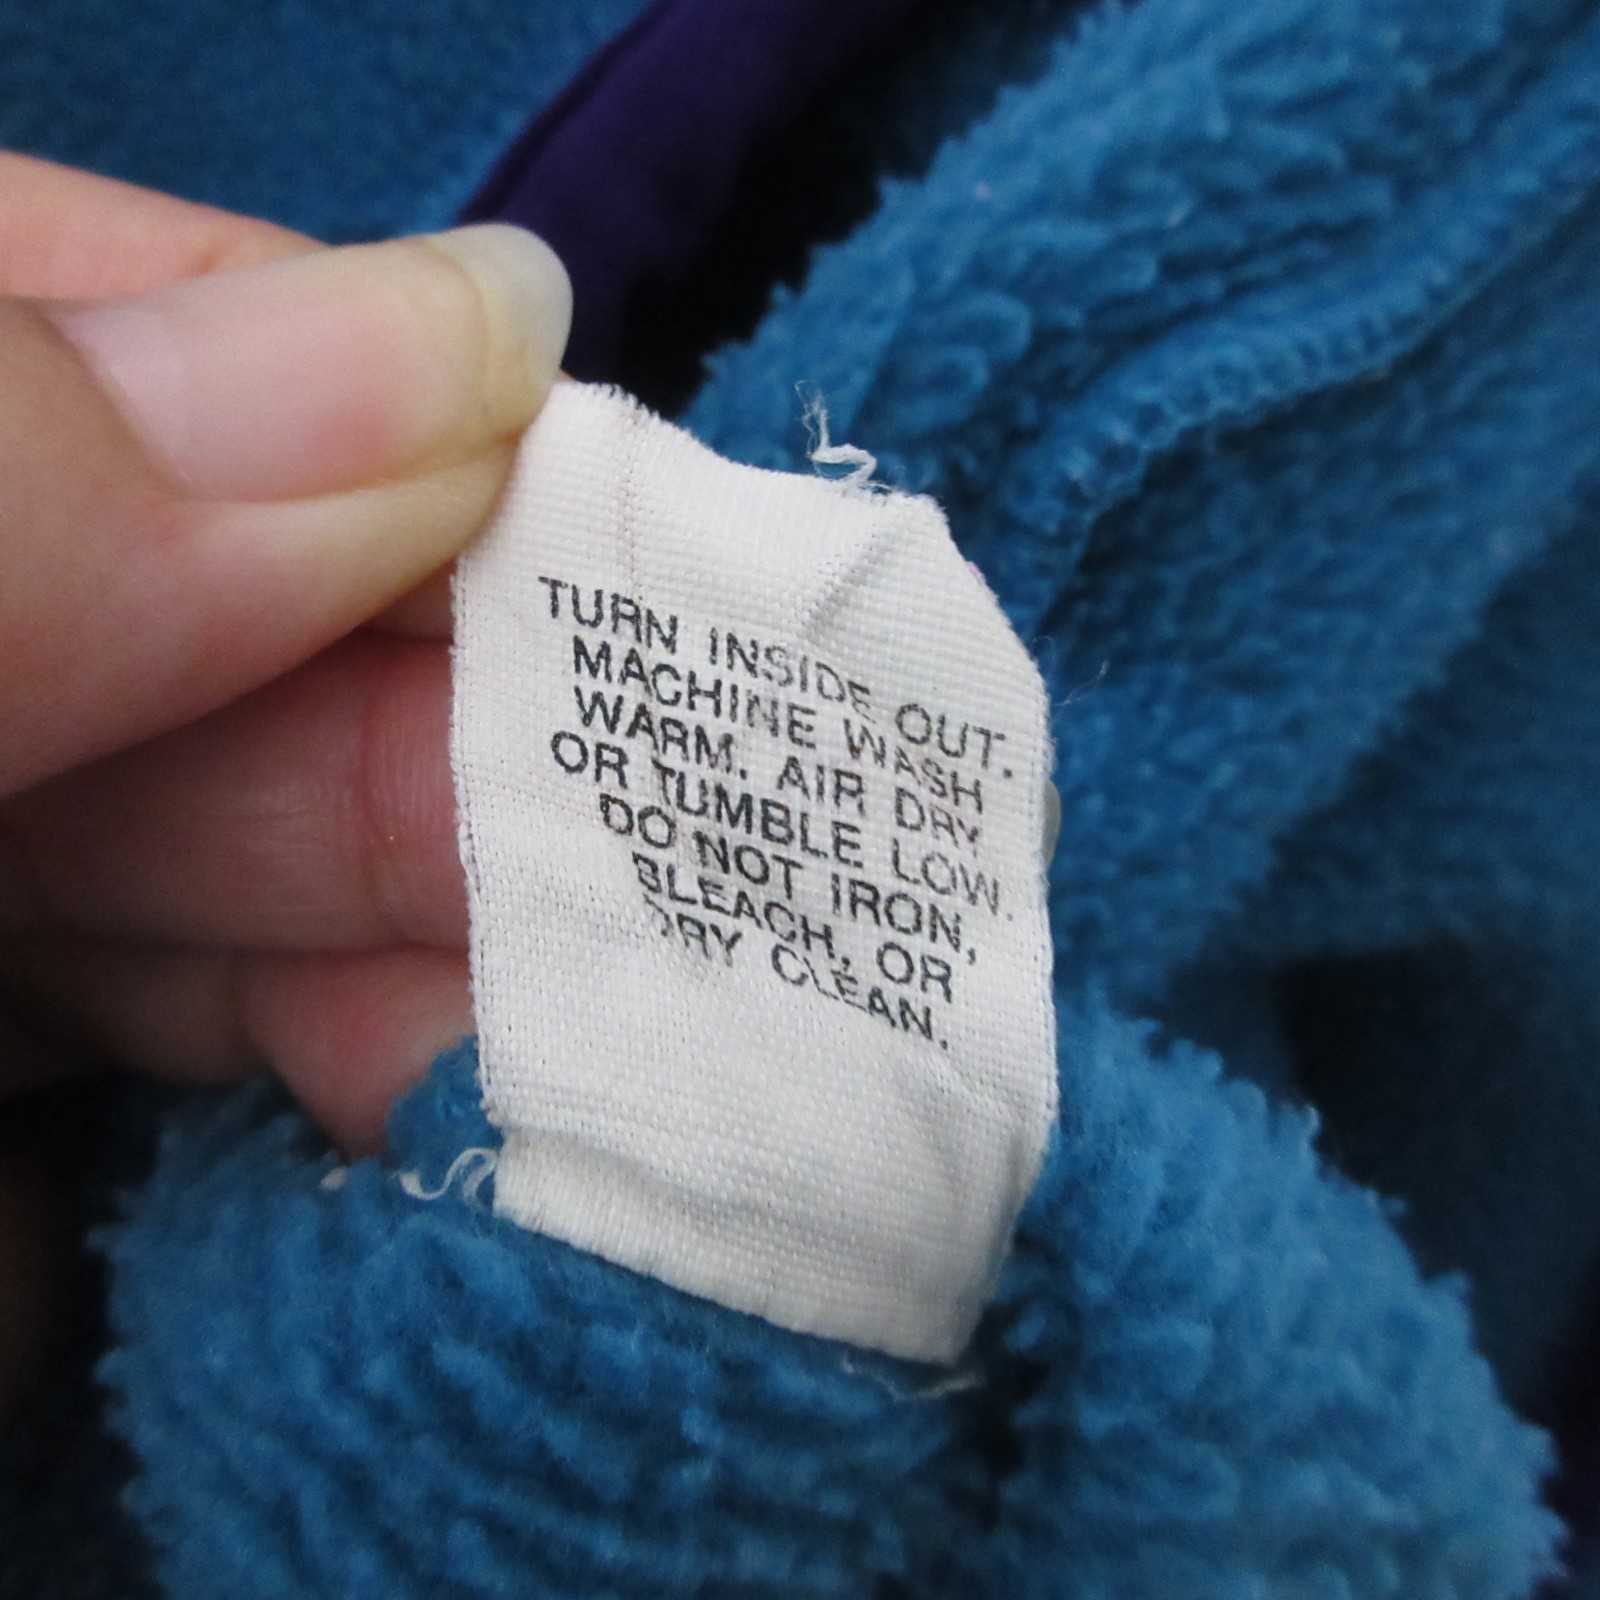 TURN INSIDE OUT.
MACHINE WASH
WARM. AIR DRY
OR TUMBLE LOW.
DO NOT IRON,
BLEACH, OR
DRY CLEAN.